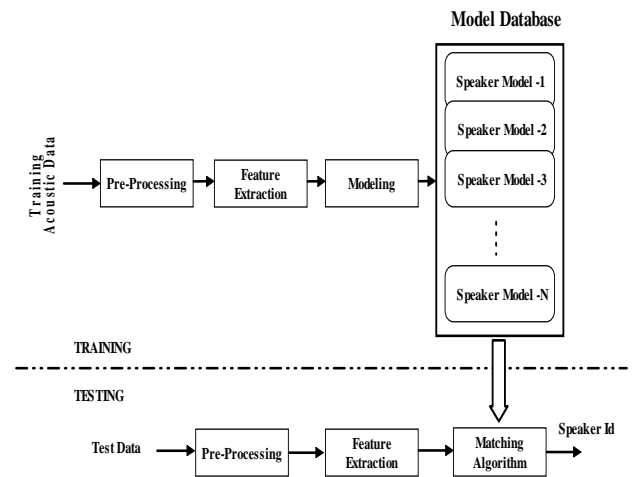 Model Database
Speaker Model -1
Speaker Model -2
Speaker Model -3
Speaker Model -N
Training
Acoustic Data
Pre-Processing
Feature
Extraction
Modeling
TRAINING
TESTING
Test Data
Pre-Processing
Feature
Extraction
Matching
Algorithm
Speaker Id